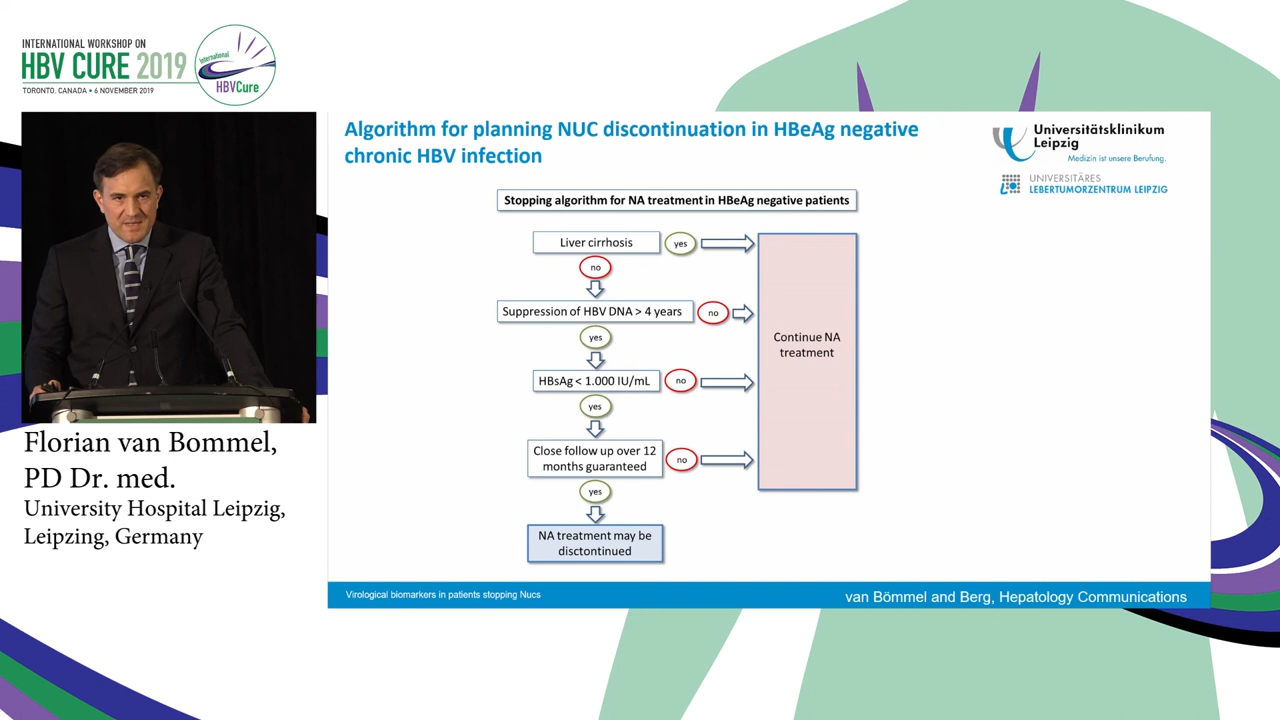 INTERNATIONAL WORKSHOP ON
HBV CURE 2019
TORONTO, CANADA • 6 NOVEMBER 2019
International
HBVCure
Florian van Bommel,
PD Dr. med.
University Hospital Leipzig,
Leipzing, Germany
Algorithm for planning NUC discontinuation in HBeAg negative
chronic HBV infection
Universitätsklinikum
Leipzig
Medizin ist unsere Berufung.
UNIVERSITÄRES
LEBERTUMORZENTRUM LEIPZIG
Stopping algorithm for NA treatment in HBeAg negative patients
Liver cirrhosis
yes
no
Suppression of HBV DNA > 4 years
no
yes
HBsAg < 1.000 IU/mL
no
yes
Close follow up over 12
months guaranteed
no
yes
NA treatment may be
disctontinued
Continue NA
treatment
Virological biomarkers in patients stopping Nucs
van Bömmel and Berg, Hepatology Communications